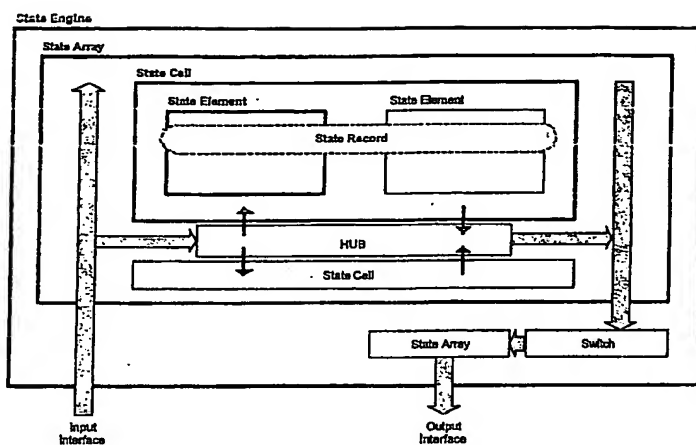 State Engine
State Array
State Cell
State Element
State Element
State Record
HUB
State Cell
State Array
Switch
Input
Interface
Output
Interface